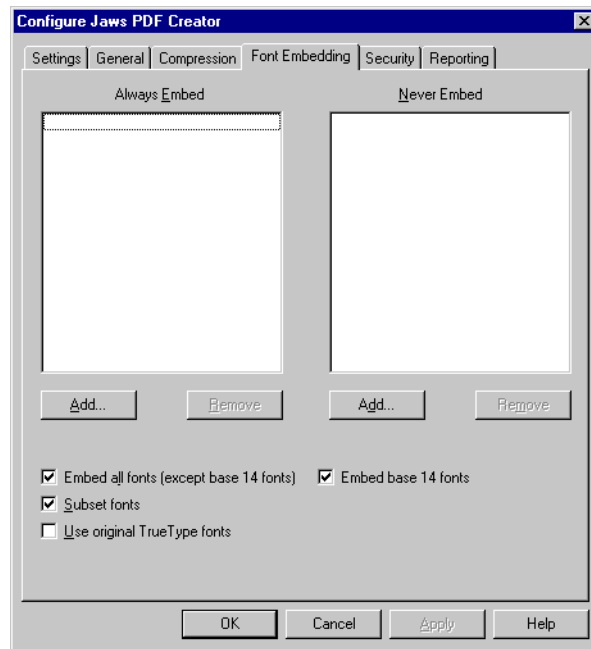 Configure Jaws PDF Creator
Settings General Compression Font Embedding Security Reporting
Always Embed Never Embed
Add... Remove Add... Remove
Embed all fonts (except base 14 fonts) Embed base 14 fonts
Subset fonts
Use original TrueType fonts
OK Cancel Apply Help